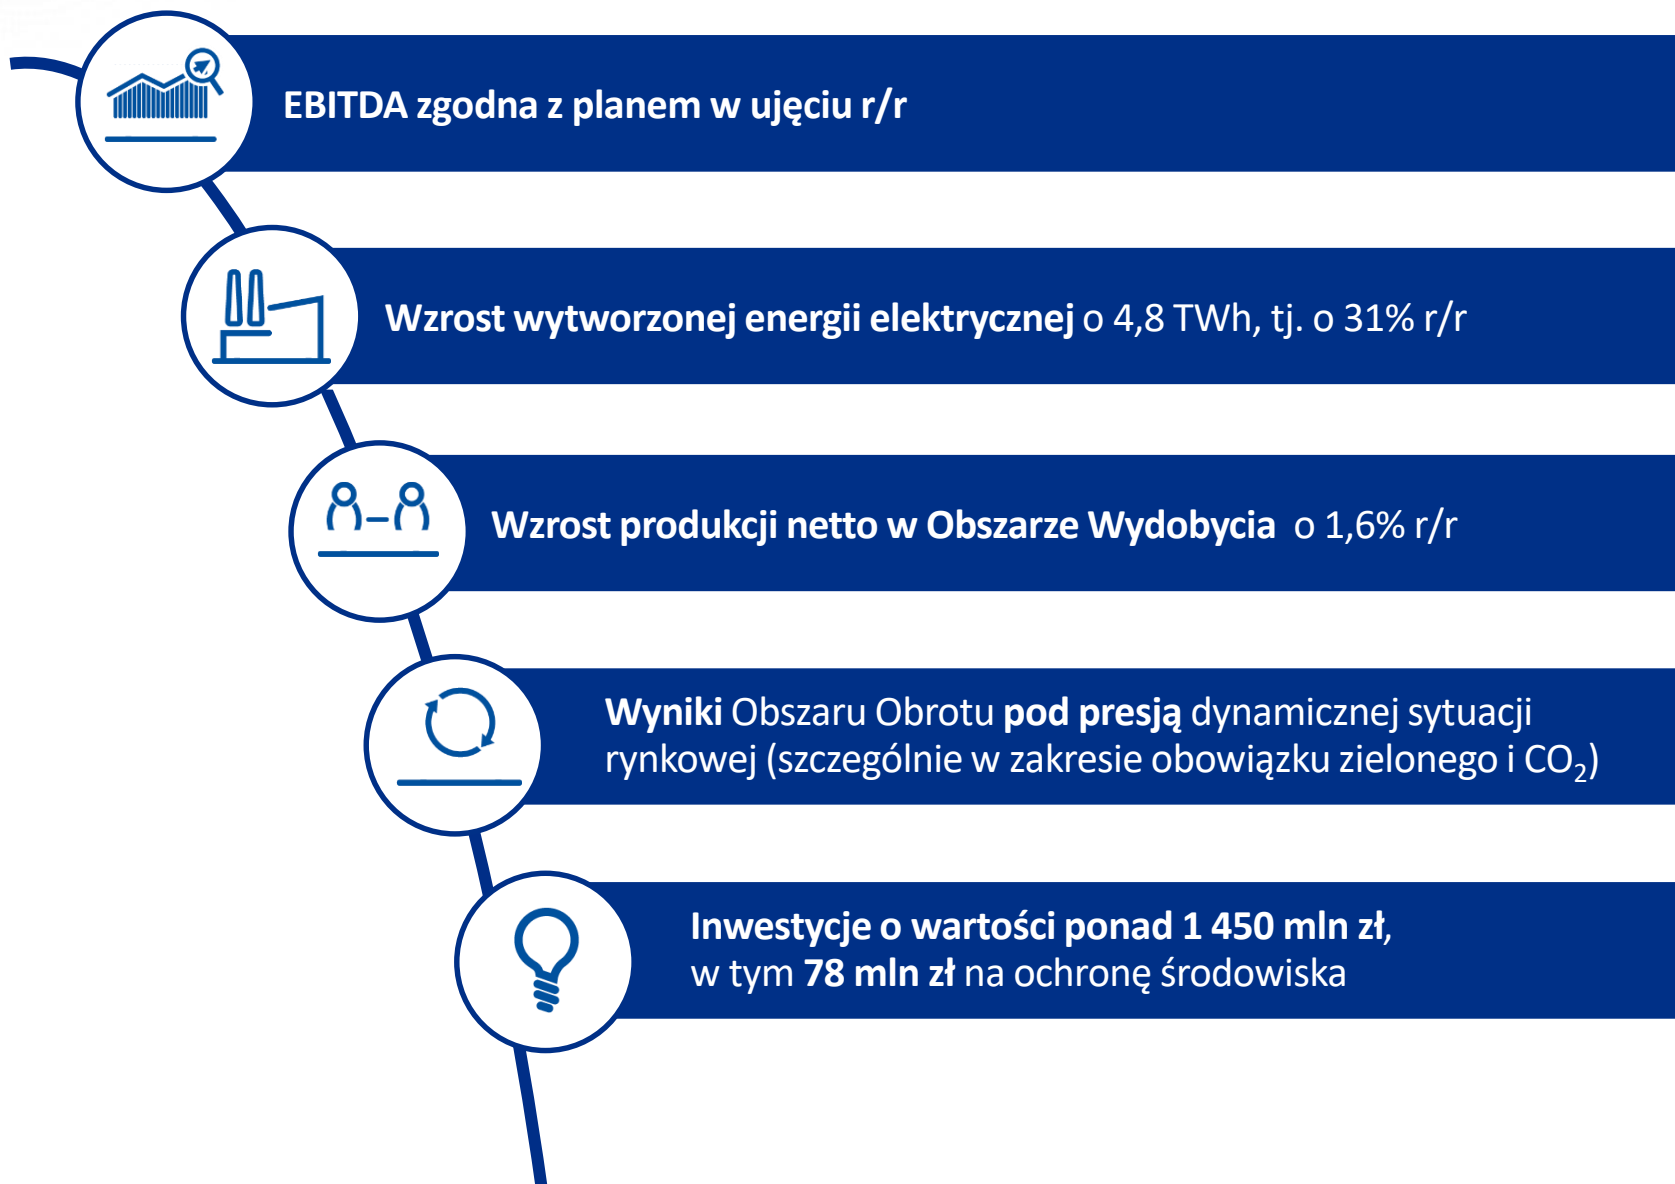 EBITDA zgodna z planem w ujęciu r/r
Wzrost wytworzonej energii elektrycznej o 4,8 TWh, tj. o 31% r/r
Wzrost produkcji netto w Obszarze Wydobycia o 1,6% r/r
Wyniki Obszaru Obrotu pod presją dynamicznej sytuacji
rynkowej (szczególnie w zakresie obowiązku zielonego i CO₂)
Inwestycje o wartości ponad 1 450 mln zł,
w tym 78 mln zł na ochronę środowiska